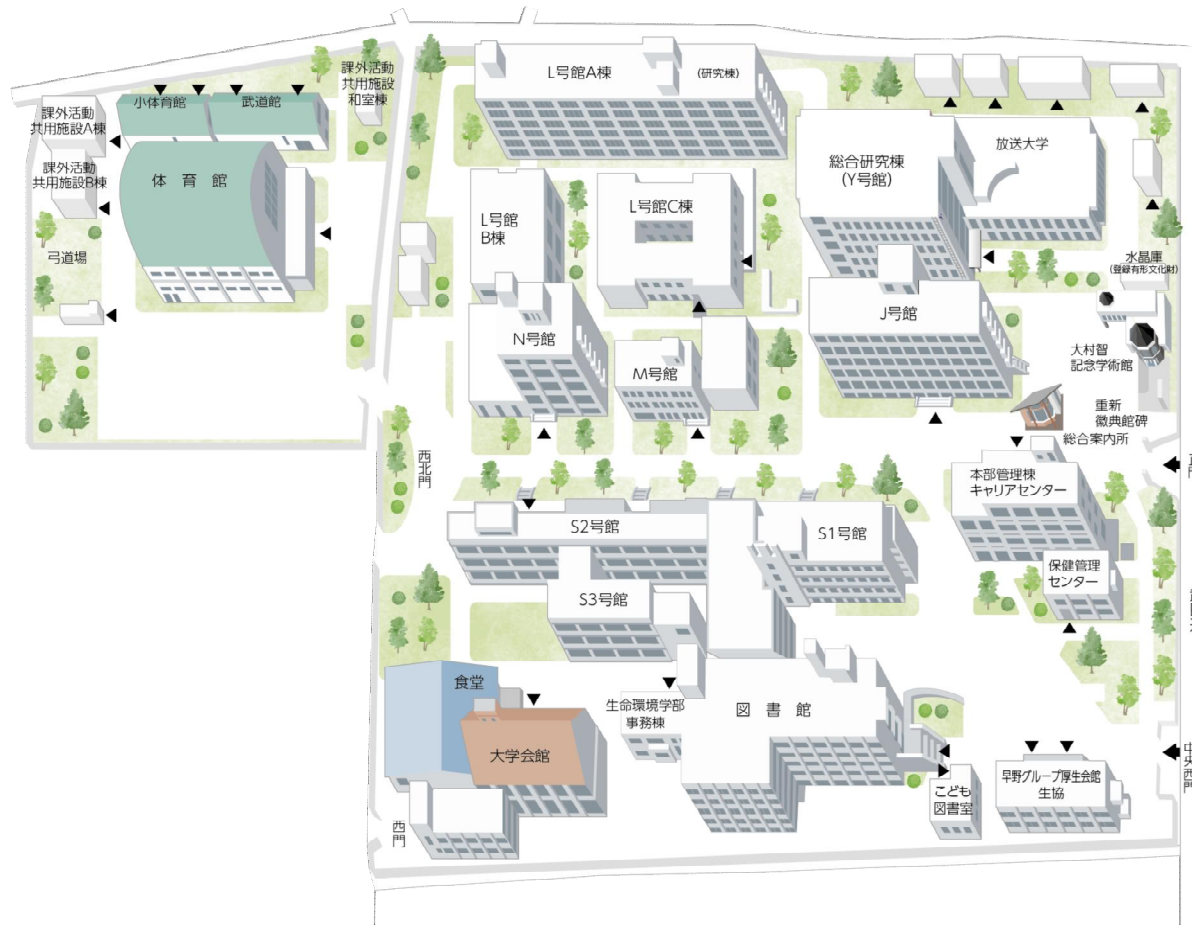 課外活動
共用施設
和室棟
L号館A棟
(研究棟)
小体育館
武道館
課外活動
共用施設A棟
課外活動
共用施設B棟
体育館
弓道場
L号館
B棟
L号館C棟
総合研究棟
(Y号館)
放送大学
水晶庫
(登録有形文化財)
N号館
M号館
J号館
大村智
記念学術館
重新
徽典館碑
総合案内所
西北門
本部管理棟
キャリアセンター
S2号館
S1号館
保健管理
センター
S3号館
食堂
大学会館
生命環境学部
事務棟
図書館
こども
図書室
早野グループ厚生会館
生協
西門